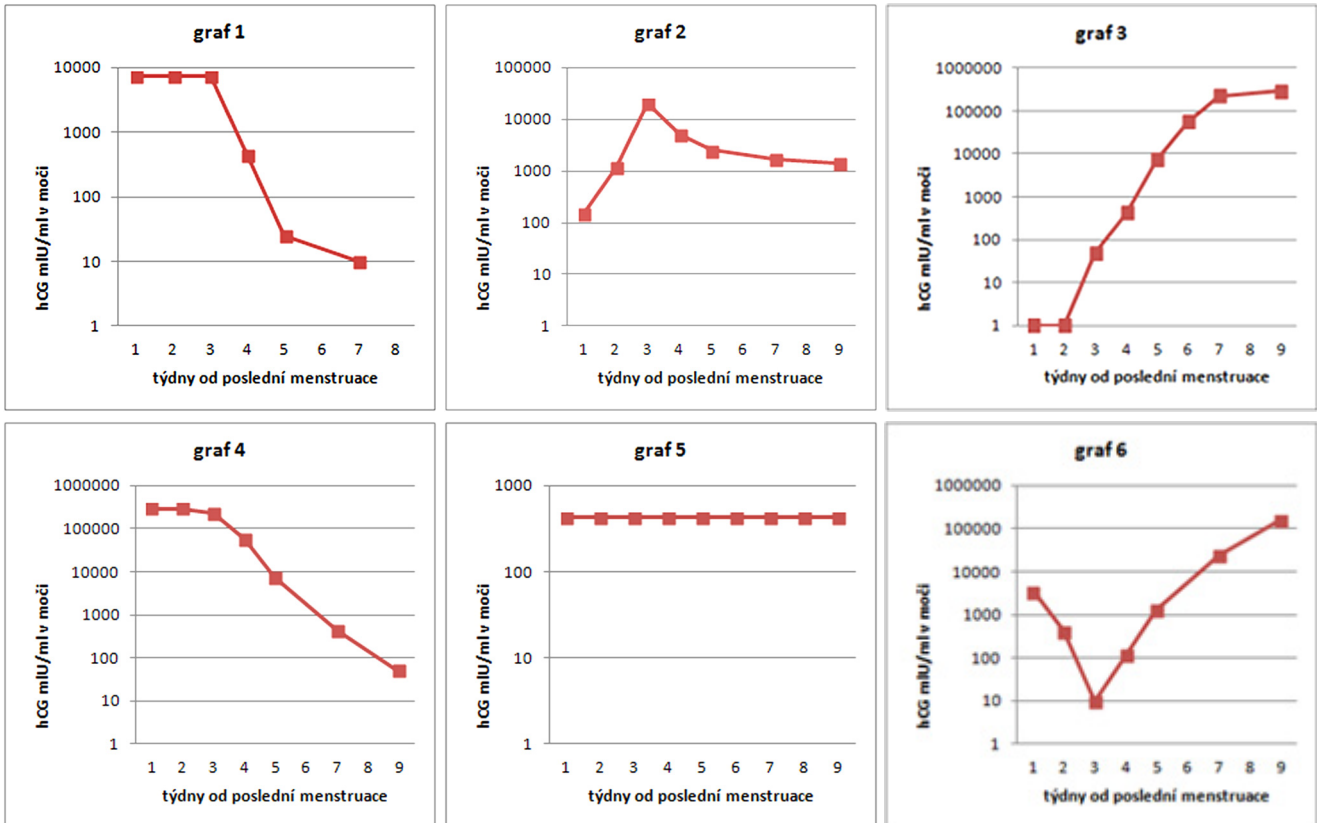 graf 1
hCG mIU/ml v moči
10000
1000
100
10
1
1 2 3 4 5 6 7 8
týdny od poslední menstruace
graf 2
hCG mIU/ml v moči
100000
10000
1000
100
10
1
1 2 3 4 5 6 7 8 9
týdny od poslední menstruace
graf 3
hCG mIU/ml v moči
1000000
100000
10000
1000
100
10
1
1 2 3 4 5 6 7 8 9
týdny od poslední menstruace
graf 4
hCG mIU/ml v moči
1000000
100000
10000
1000
100
10
1
1 2 3 4 5 6 7 8 9
týdny od poslední menstruace
graf 5
hCG mIU/ml v moči
1000
100
10
1
1 2 3 4 5 6 7 8 9
týdny od poslední menstruace
graf 6
hCG mIU/ml v moči
1000000
100000
10000
1000
100
10
1
1 2 3 4 5 6 7 8 9
týdny od poslední menstruace